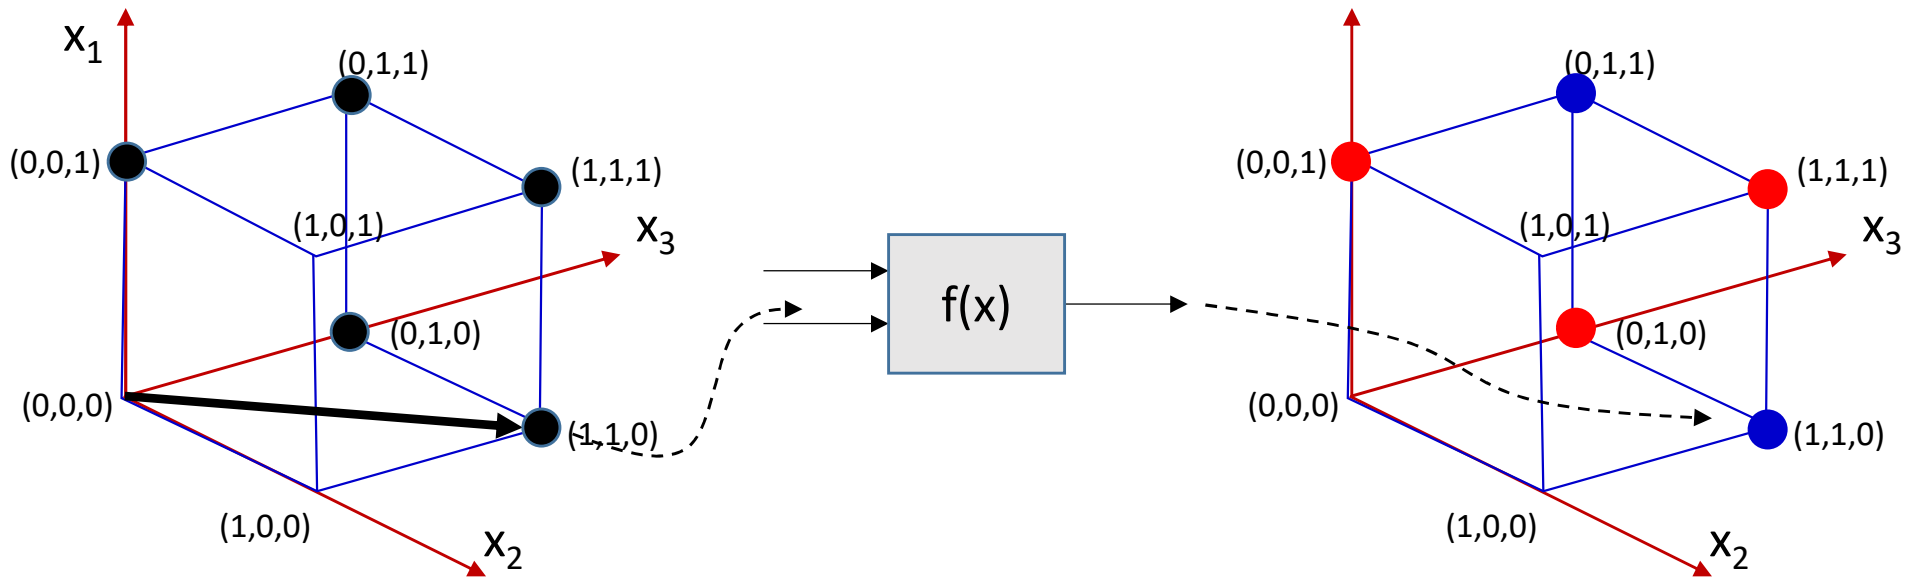 x₁
(0,1,1)
(0,0,1)
(1,1,1)
(1,0,1)
x₃
(0,1,0)
(0,0,0)
(1,1,0)
(1,0,0)
x₂
f(x)
(0,1,1)
(0,0,1)
(1,1,1)
(1,0,1)
x₃
(0,1,0)
(0,0,0)
(1,1,0)
(1,0,0)
x₂